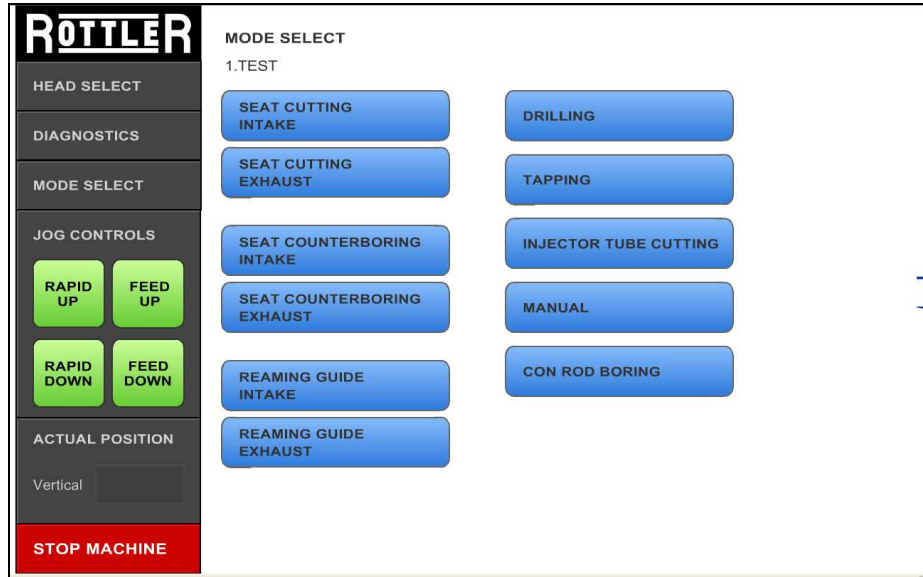 ROTTLER
HEAD SELECT
DIAGNOSTICS
MODE SELECT
JOG CONTROLS
RAPID
UP
FEED
UP
RAPID
DOWN
FEED
DOWN
ACTUAL POSITION
Vertical
STOP MACHINE
MODE SELECT
1.TEST
SEAT CUTTING
INTAKE
SEAT CUTTING
EXHAUST
SEAT COUNTERBORING
INTAKE
SEAT COUNTERBORING
EXHAUST
REAMING GUIDE
INTAKE
REAMING GUIDE
EXHAUST
DRILLING
TAPPING
INJECTOR TUBE CUTTING
MANUAL
CON ROD BORING